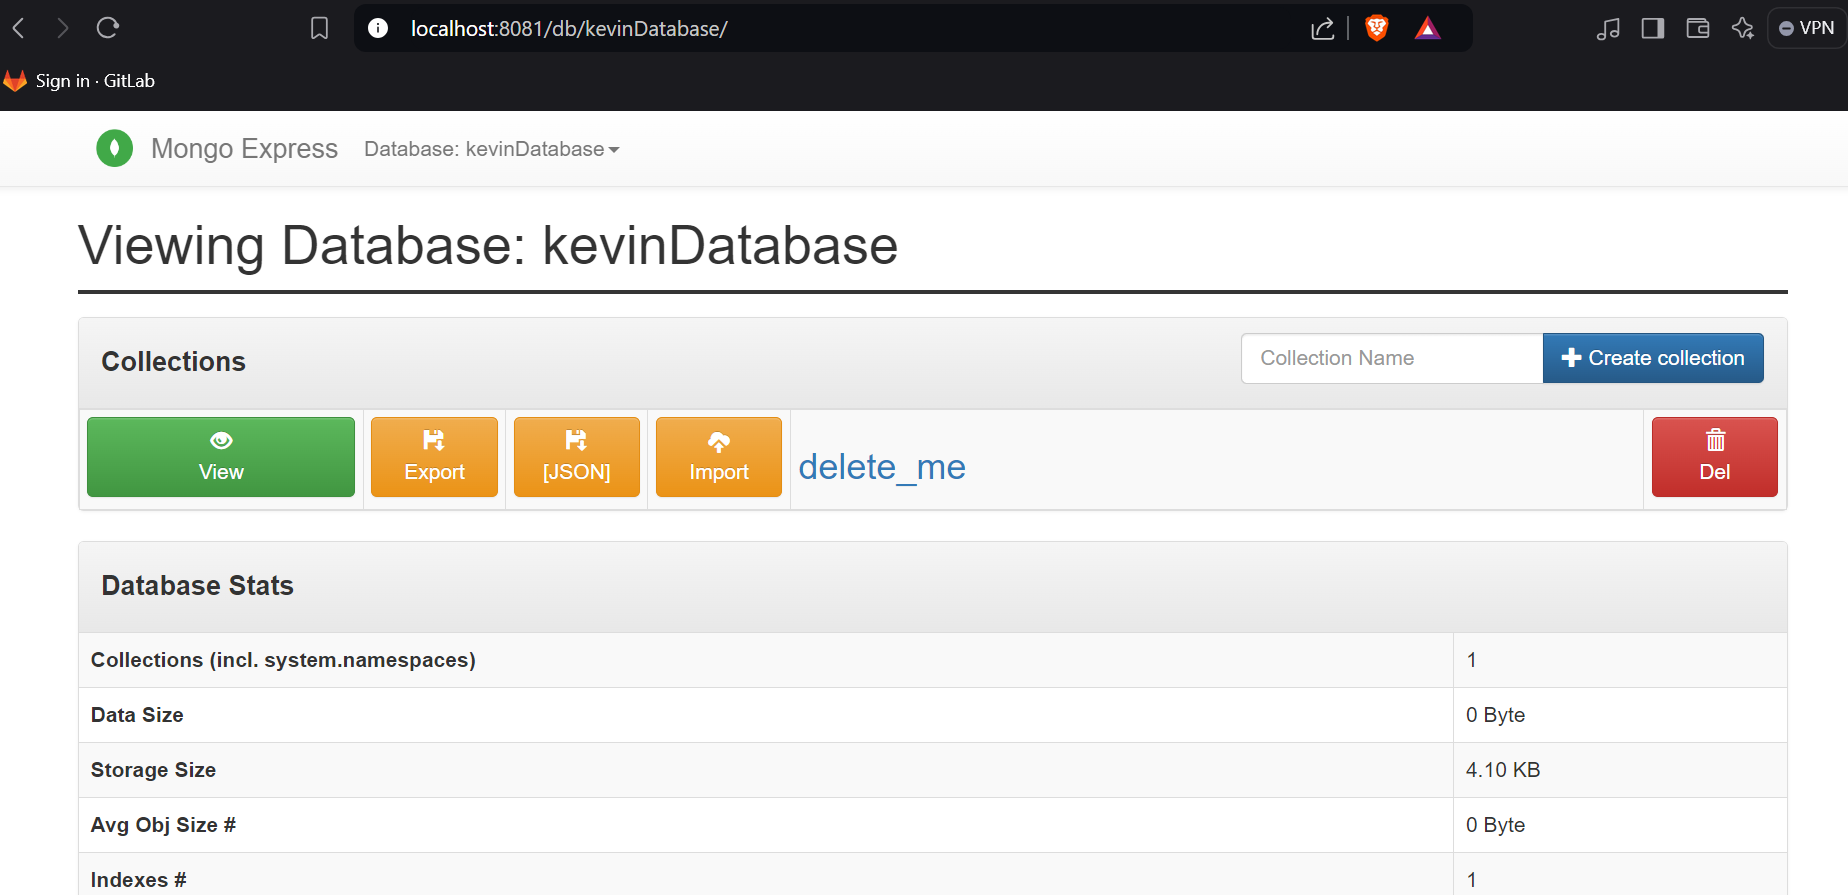 localhost:8081/db/kevinDatabase/
VPN
Sign in · GitLab
Mongo Express Database: kevinDatabase
Viewing Database: kevinDatabase
Collections
Collection Name
Create collection
View
Export
[JSON]
Import
delete_me
Del
Database Stats
Collections (incl. system.namespaces) 1
Data Size 0 Byte
Storage Size 4.10 KB
Avg Obj Size # 0 Byte
Indexes # 1